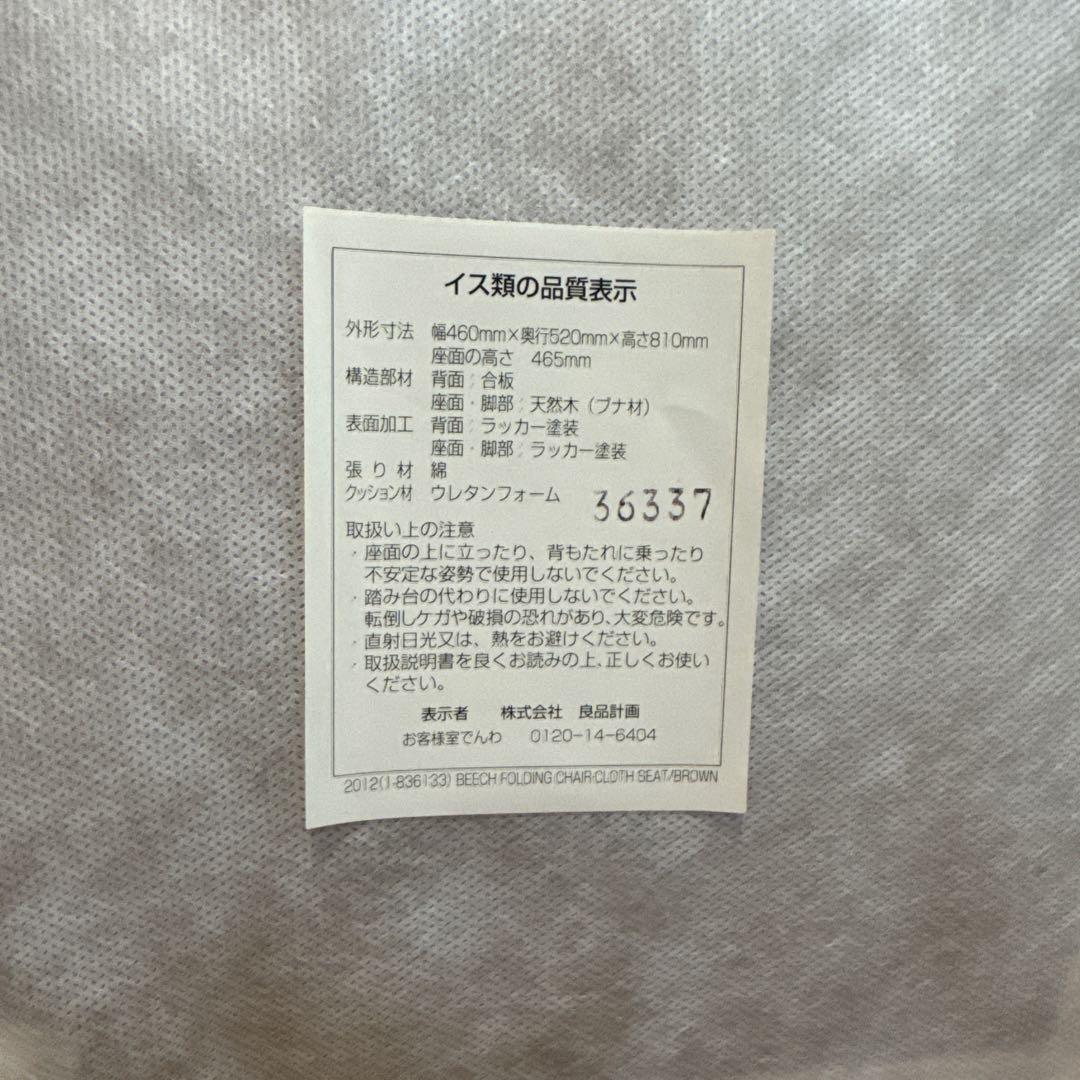 イス類の品質表示
外形寸法 幅460mm×奥行520mm×高さ810mm
座面の高さ 465mm
構造部材 背面；合板
座面・脚部；天然木（ブナ材）
表面加工 背面；ラッカー塗装
座面・脚部；ラッカー塗装
張り材 綿
クッション材 ウレタンフォーム 36337
取扱い上の注意
・座面の上に立ったり、背もたれに乗ったり
不安定な姿勢で使用しないでください。
・踏み台の代わりに使用しないでください。
転倒しケガや破損の恐れがあり、大変危険です。
・直射日光又は、熱をお避けください。
・取扱説明書を良くお読みの上、正しくお使い
ください。
表示者 株式会社 良品計画
お客様室でんわ 0120-14-6404
2012(1-836133) BEECH FOLDING CHAIR CLOTH SEAT/BROWN